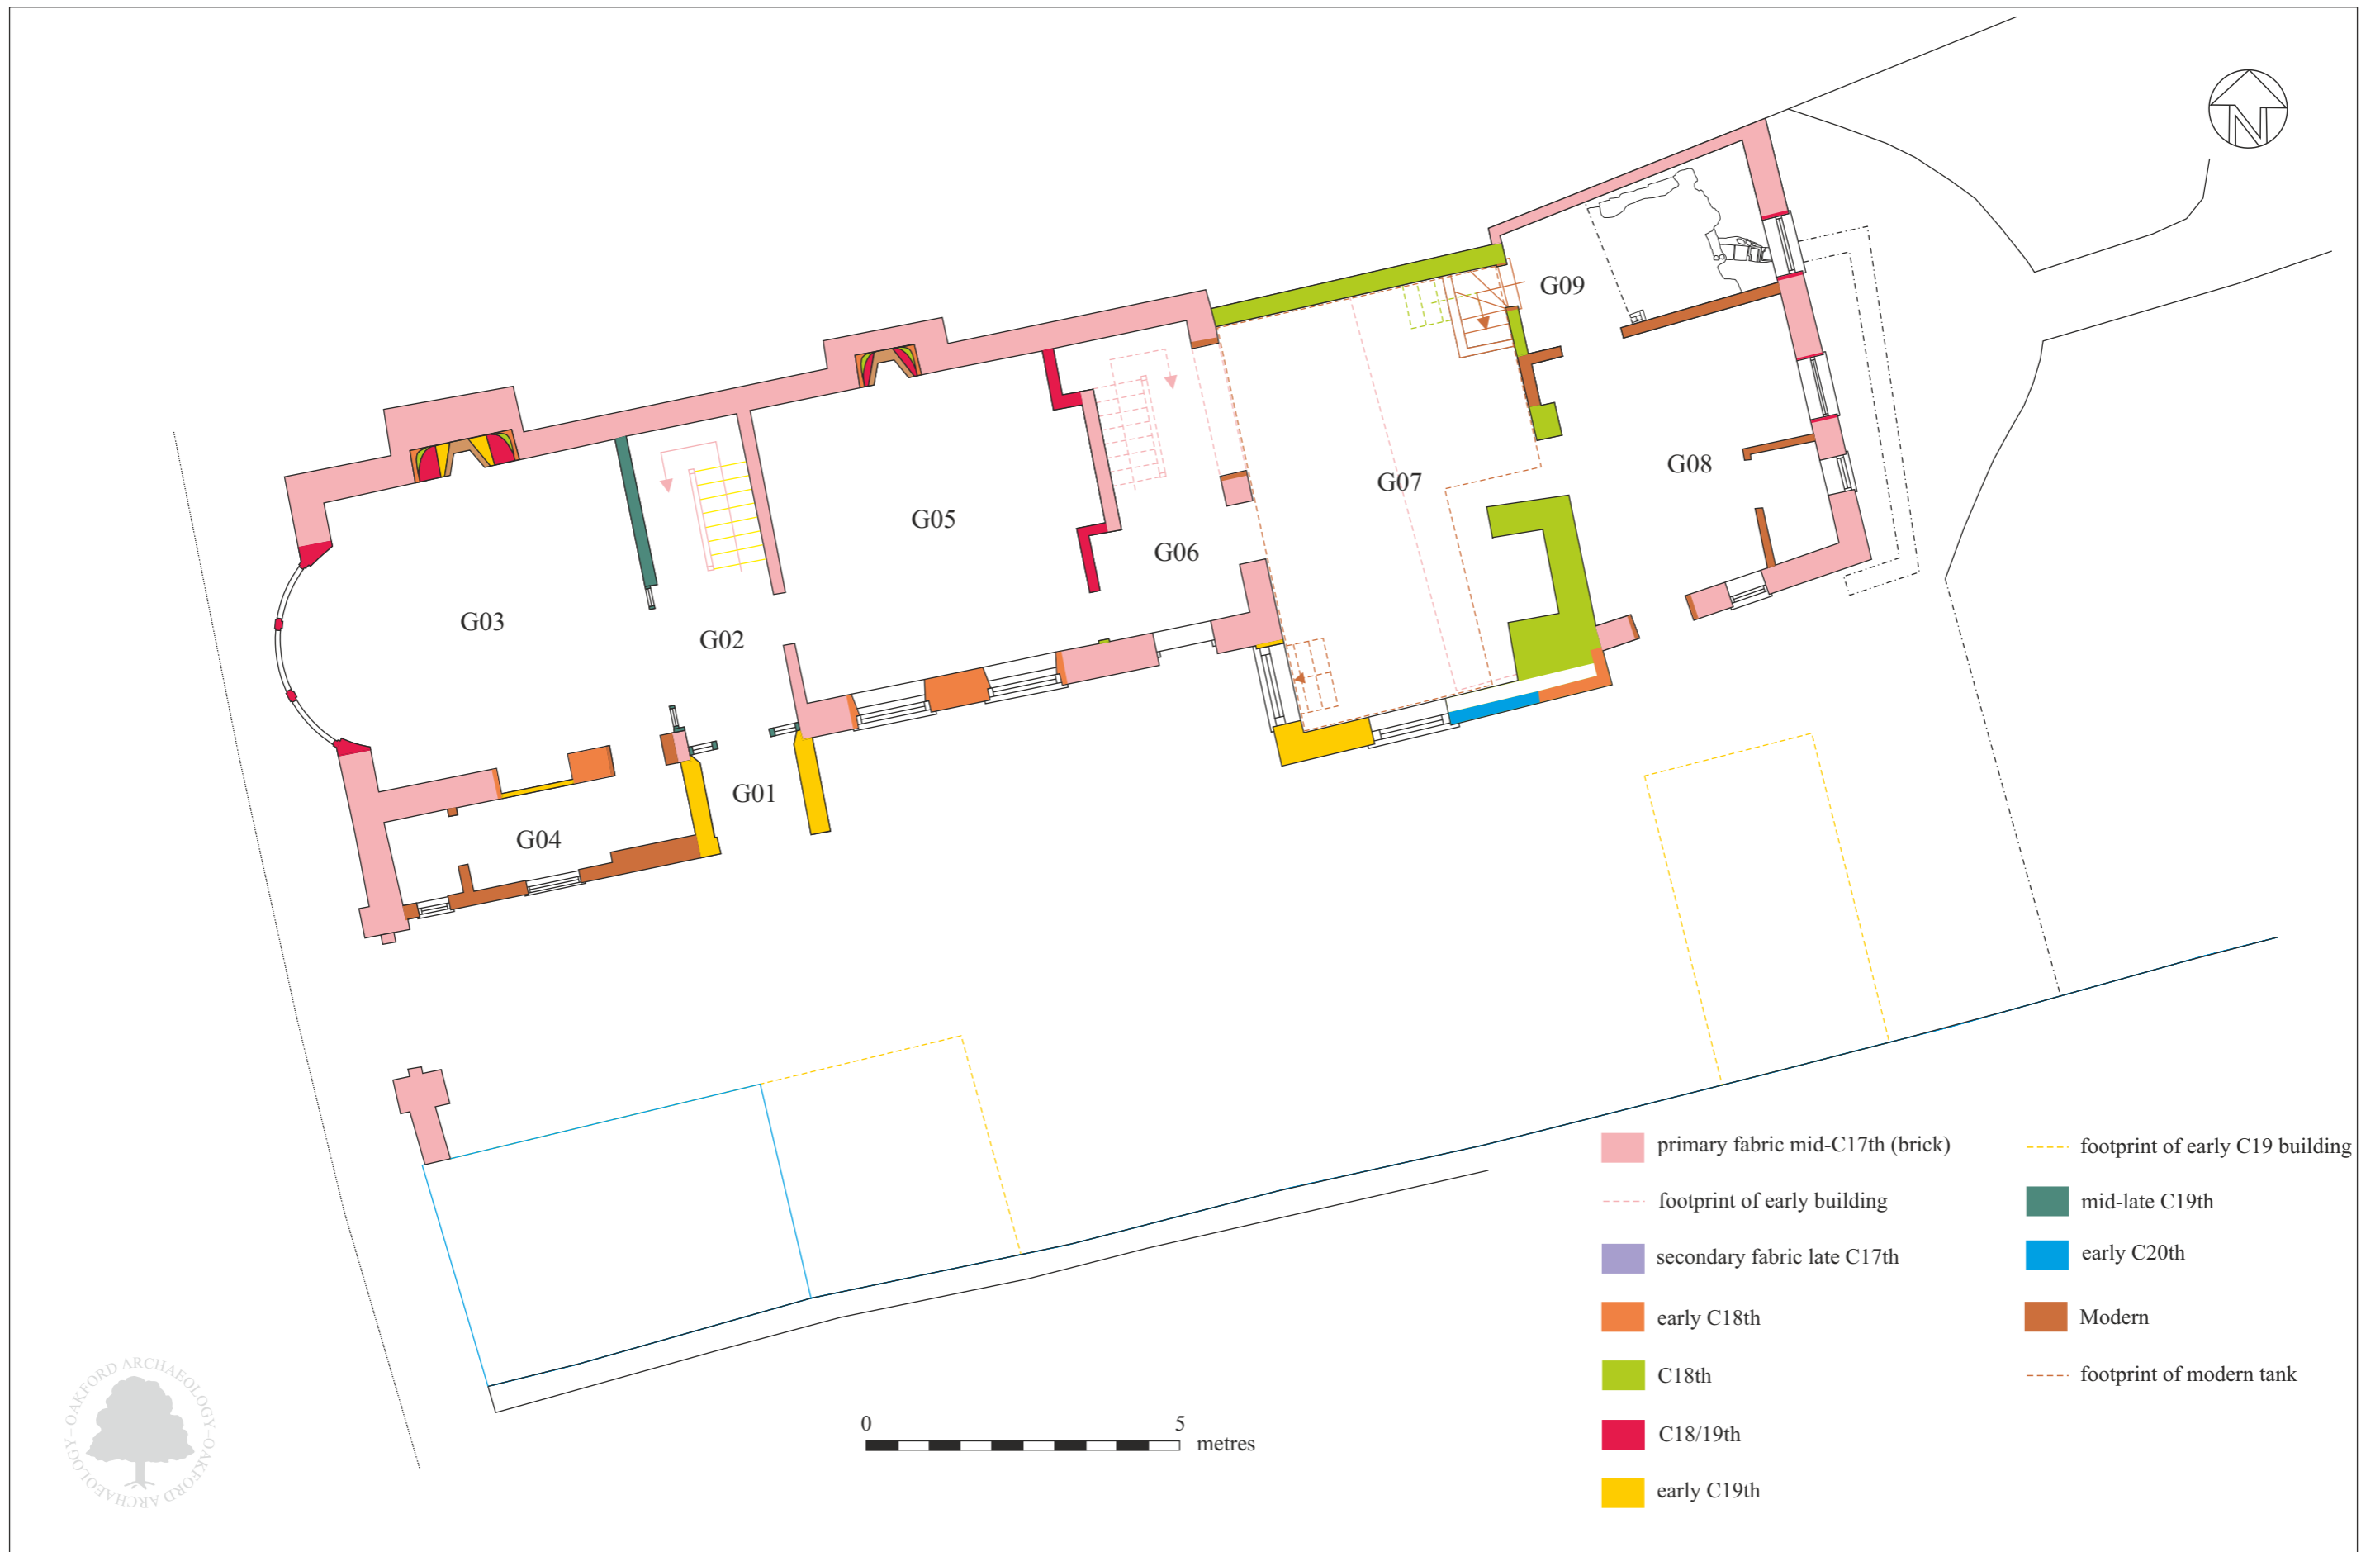 N
G09
G08
G07
G05
G06
G03
G02
G01
G04
primary fabric mid-C17th (brick)
footprint of early building
secondary fabric late C17th
early C18th
C18th
C18/19th
early C19th
footprint of early C19 building
mid-late C19th
early C20th
Modern
footprint of modern tank
0 5
metres
OAKFORD ARCHAEOLOGY–OAKFORD ARCHAEOLOGY–